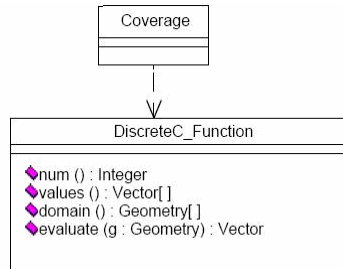 Coverage
DiscreteC_Function
num () : Integer
values () : Vector[ ]
domain () : Geometry[ ]
evaluate (g : Geometry) : Vector